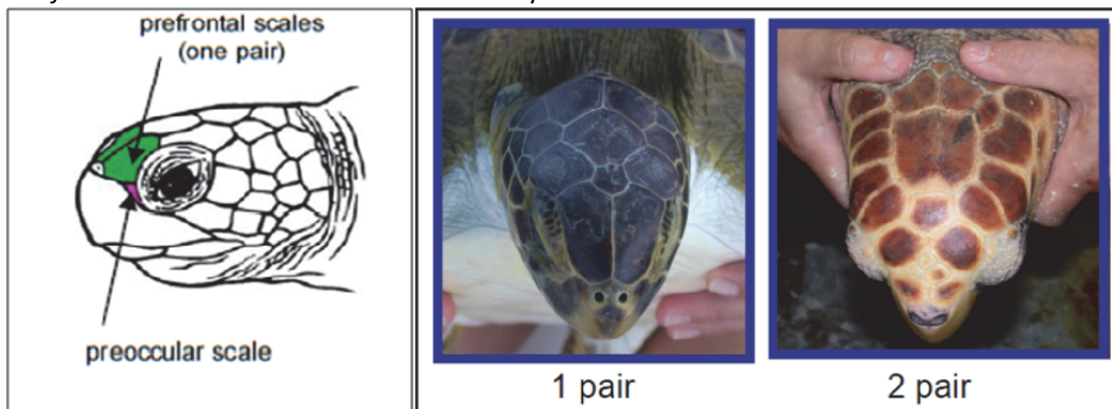 prefrontal scales
(one pair)
preoccular scale
1 pair
2 pair